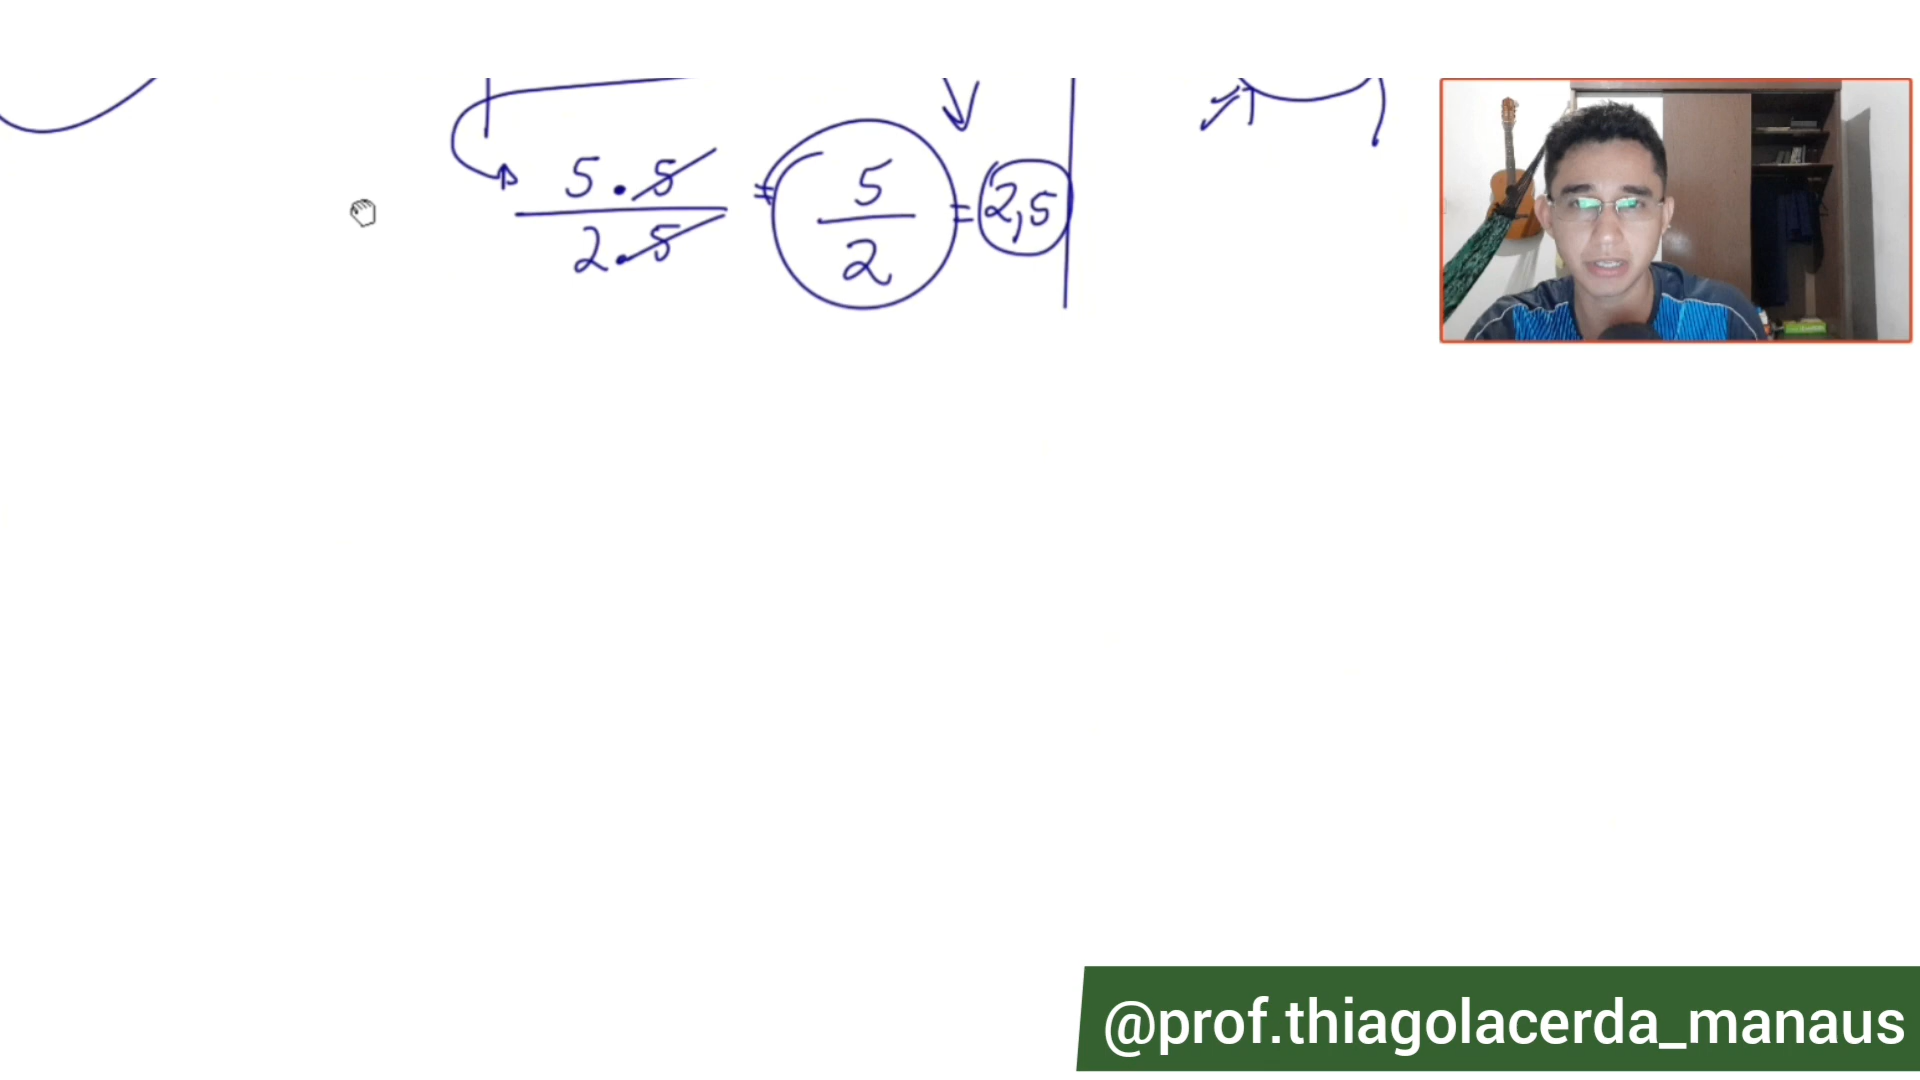 5 . 5 / 2 . 5 = 5 / 2 = 2,5
@prof.thiagolacerda_manaus